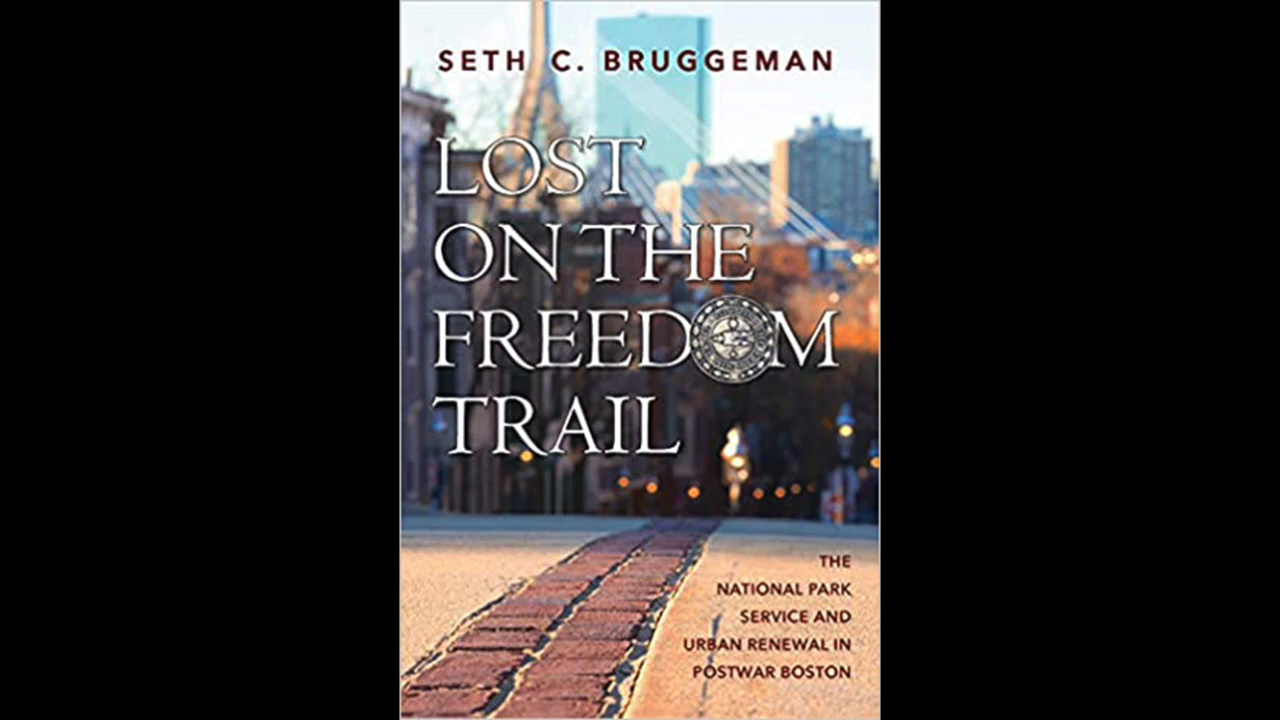 SETH C. BRUGGEMAN
LOST
ON THE
FREEDOM
TRAIL
THE
NATIONAL PARK
SERVICE AND
URBAN RENEWAL IN
POSTWAR BOSTON